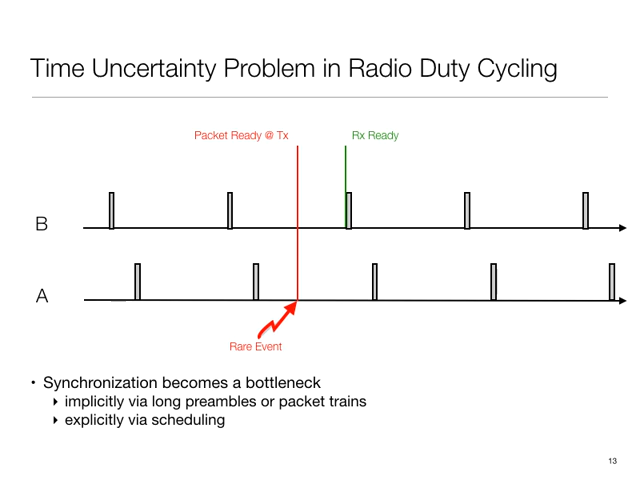 Time Uncertainty Problem in Radio Duty Cycling
Packet Ready @ Tx
Rx Ready
B
A
Rare Event
• Synchronization becomes a bottleneck
‣ implicitly via long preambles or packet trains
‣ explicitly via scheduling
13